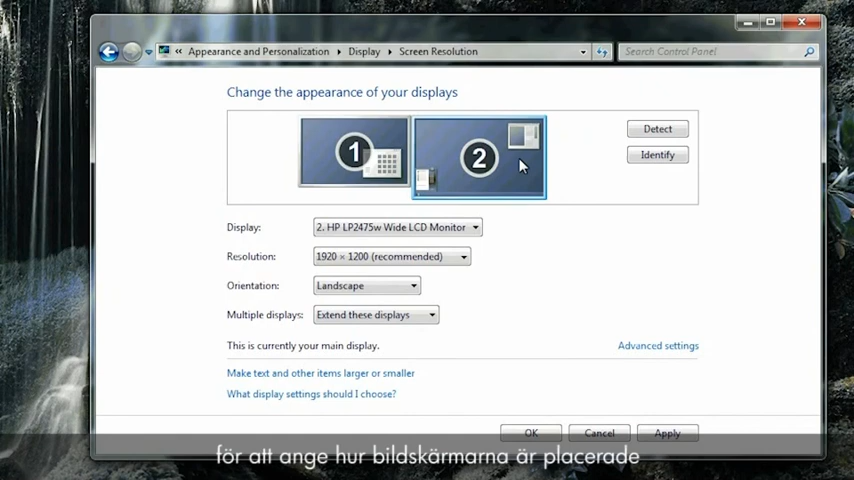 « Appearance and Personalization Display Screen Resolution Search Control Panel
Change the appearance of your displays
1 2
Detect
Identify
Display: 2. HP LP2475w Wide LCD Monitor
Resolution: 1920 × 1200 (recommended)
Orientation: Landscape
Multiple displays: Extend these displays
This is currently your main display. Advanced settings
Make text and other items larger or smaller
What display settings should I choose?
OK Cancel Apply
för att ange hur bildskärmarna är placerade